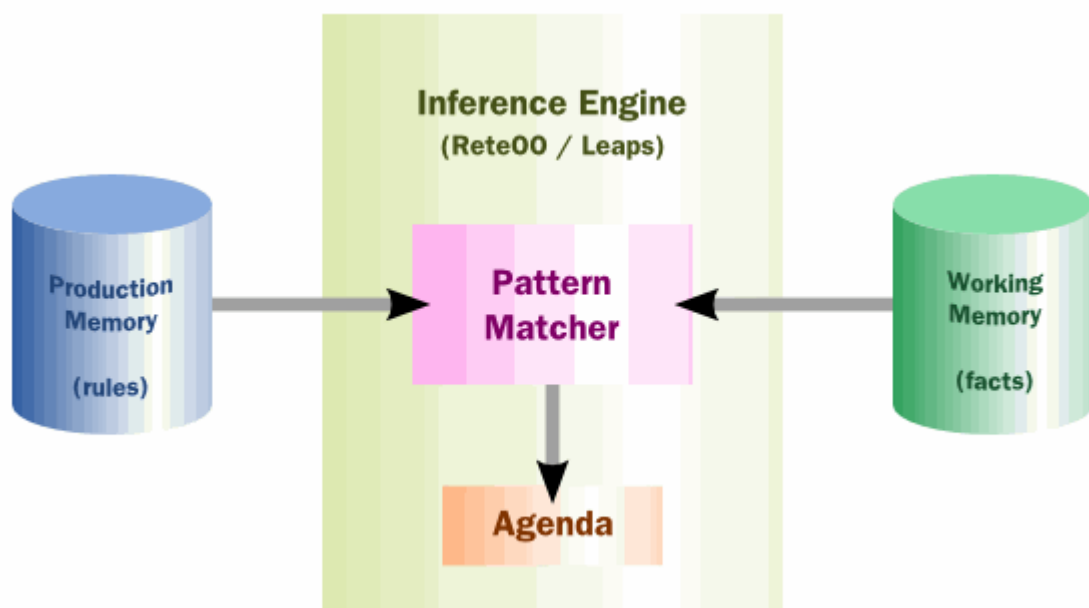 Inference Engine
(ReteOO / Leaps)
Production
Memory
(rules)
Pattern
Matcher
Working
Memory
(facts)
Agenda